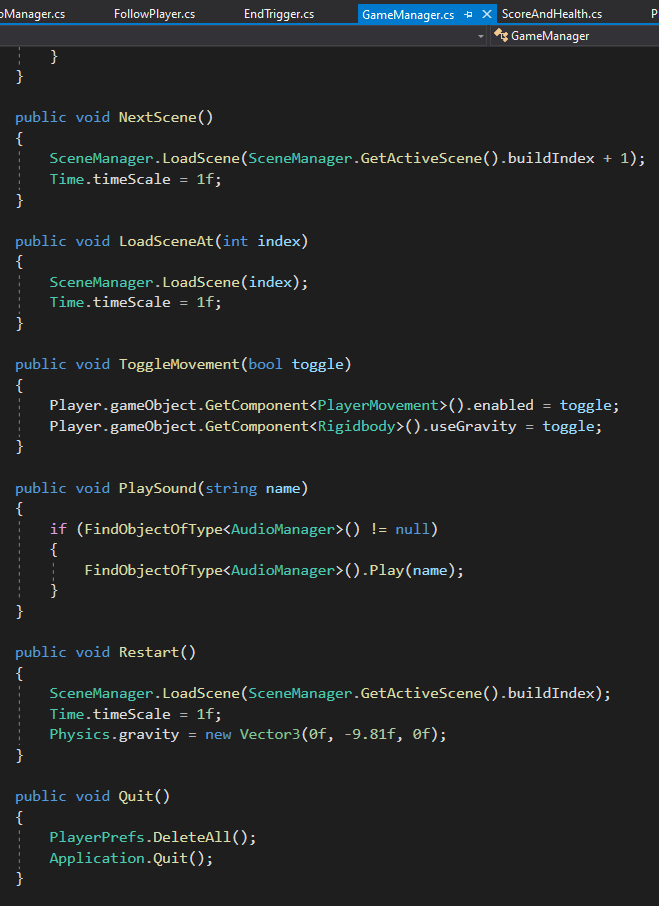 oManager.cs FollowPlayer.cs EndTrigger.cs GameManager.cs ScoreAndHealth.cs P
GameManager
}
}
public void NextScene()
{
SceneManager.LoadScene(SceneManager.GetActiveScene().buildIndex + 1);
Time.timeScale = 1f;
}
public void LoadSceneAt(int index)
{
SceneManager.LoadScene(index);
Time.timeScale = 1f;
}
public void ToggleMovement(bool toggle)
{
Player.gameObject.GetComponent<PlayerMovement>().enabled = toggle;
Player.gameObject.GetComponent<Rigidbody>().useGravity = toggle;
}
public void PlaySound(string name)
{
if (FindObjectOfType<AudioManager>() != null)
{
FindObjectOfType<AudioManager>().Play(name);
}
}
public void Restart()
{
SceneManager.LoadScene(SceneManager.GetActiveScene().buildIndex);
Time.timeScale = 1f;
Physics.gravity = new Vector3(0f, -9.81f, 0f);
}
public void Quit()
{
PlayerPrefs.DeleteAll();
Application.Quit();
}